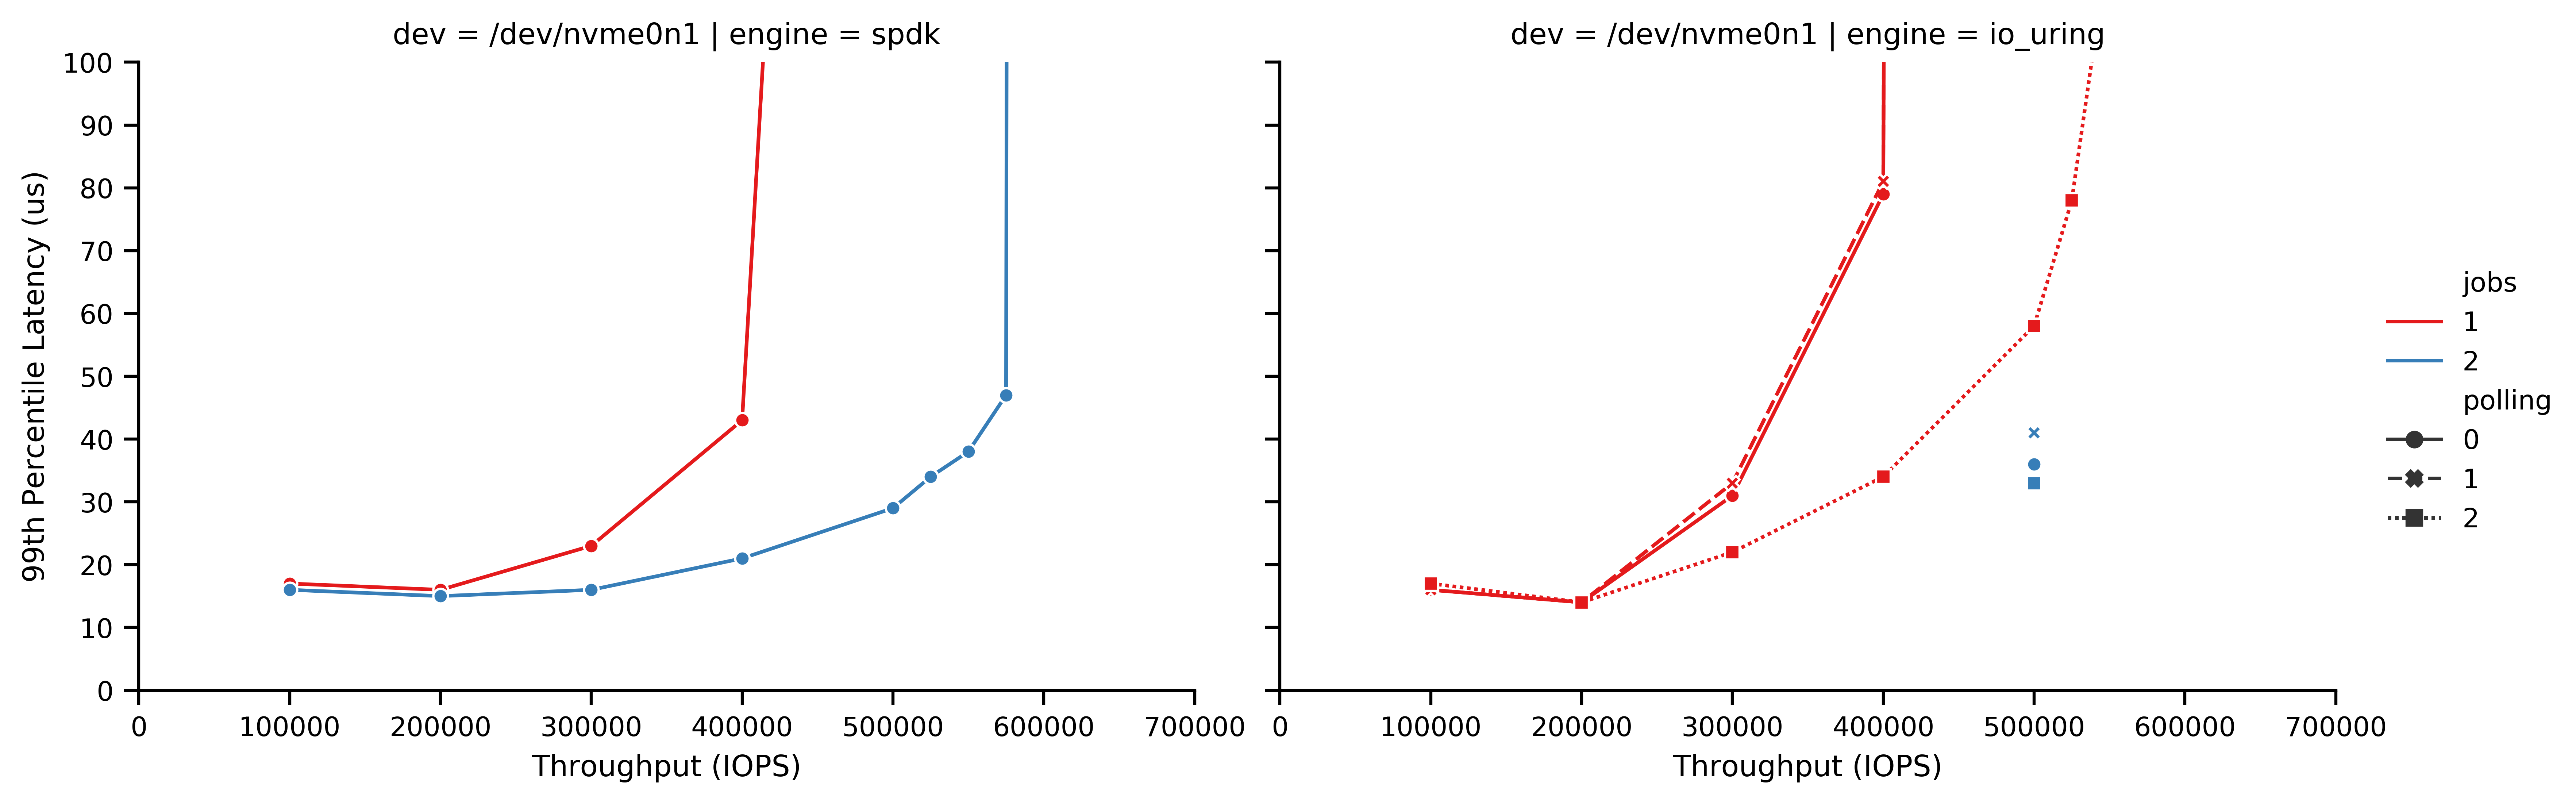 dev = /dev/nvme0n1 | engine = spdk
dev = /dev/nvme0n1 | engine = io_uring
99th Percentile Latency (us)
100
90
80
70
60
50
40
30
20
10
0
0 100000 200000 300000 400000 500000 600000 700000
Throughput (IOPS)
0 100000 200000 300000 400000 500000 600000 700000
Throughput (IOPS)
jobs
1
2
polling
0
1
2